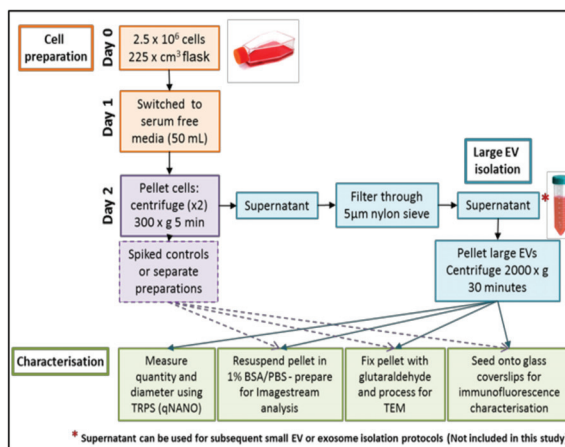 Cell
preparation
Day 0
2.5 x 10⁶ cells
225 x cm³ flask
Day 1
Switched to
serum free
media (50 mL)
Large EV
isolation
Day 2
Pellet cells:
centrifuge (x2)
300 x g 5 min
Supernatant
Filter through
5μm nylon sieve
Supernatant
*
Spiked controls
or separate
preparations
Pellet large EVs
Centrifuge 2000 x g
30 minutes
Characterisation
Measure
quantity and
diameter using
TRPS (qNANO)
Resuspend pellet in
1% BSA/PBS - prepare
for Imagestream
analysis
Fix pellet with
glutaraldehyde
and process for
TEM
Seed onto glass
coverslips for
immunofluorescence
characterisation
* Supernatant can be used for subsequent small EV or exosome isolation protocols (Not included in this study